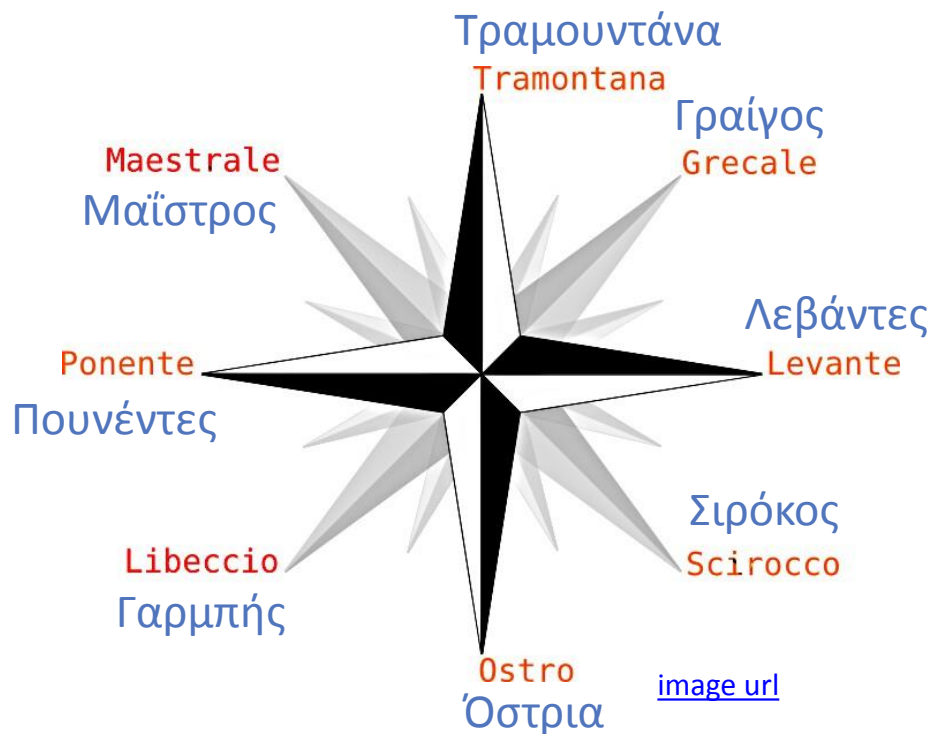 Τραμουντάνα
Tramontana
Γραίγος
Grecale
Maestrale
Μαΐστρος
Λεβάντες
Levante
Ponente
Πουνέντες
Σιρόκος
Scirocco
Libeccio
Γαρμπής
Ostro
Όστρια
image url